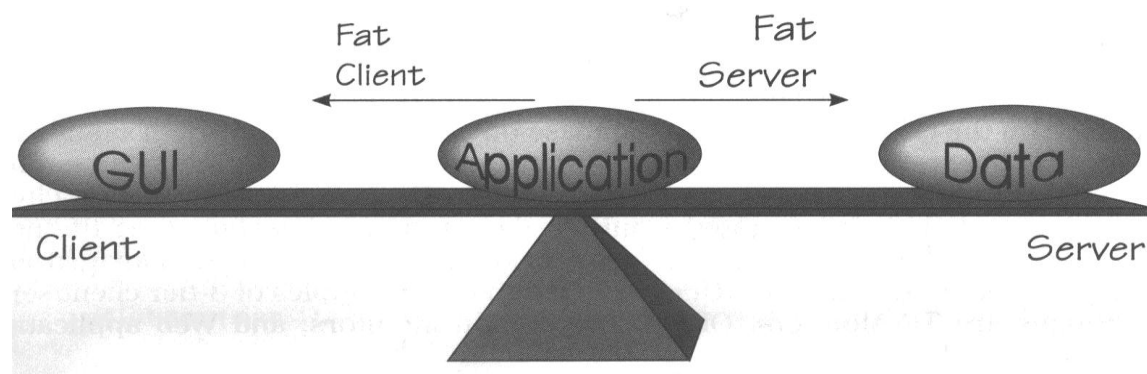 Fat
Client
Fat
Server
GUI
Application
Data
Client
Server